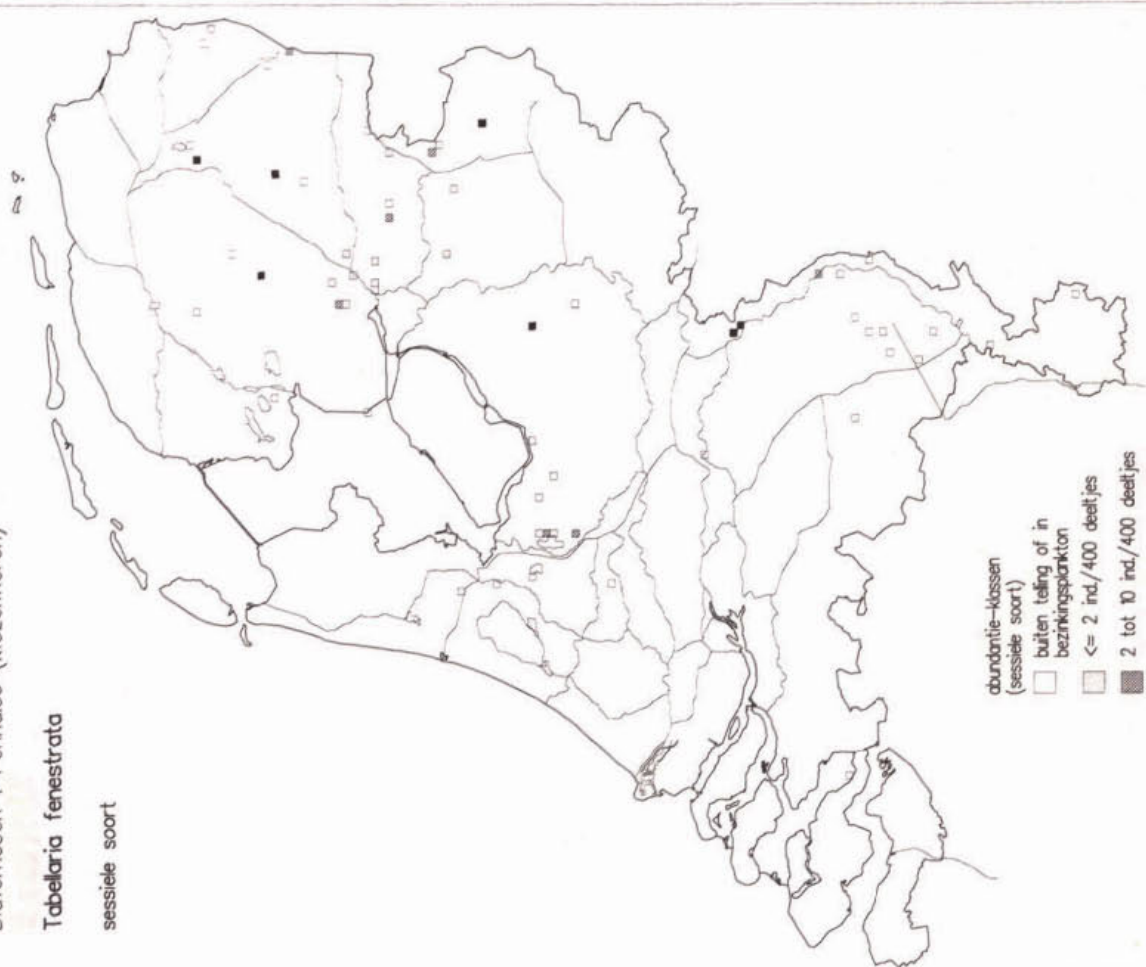 Tabellaria fenestrata
sessiele soort
abundantie-klassen
(sessiele soort)
buiten telling of in
bezinkingsplankton
<= 2 ind./400 deeltjes
2 tot 10 ind./400 deeltjes